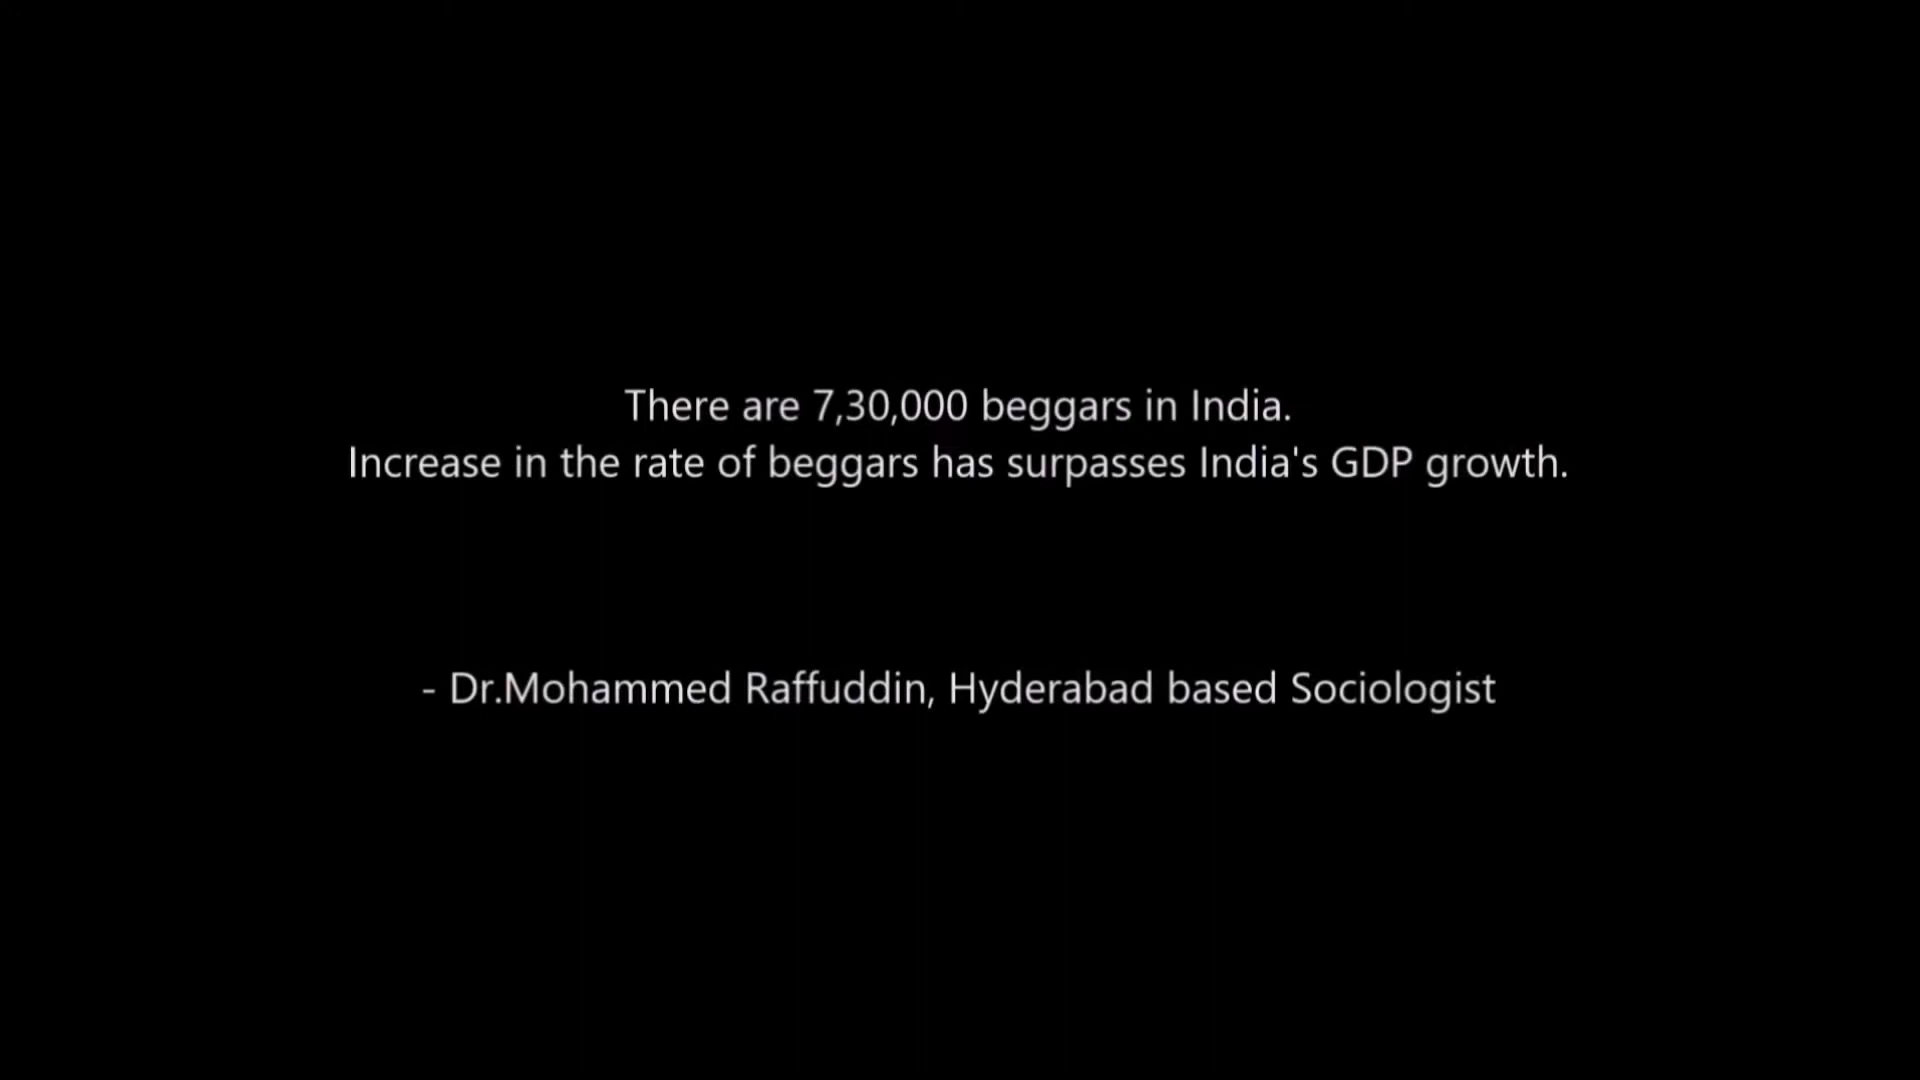 There are 7,30,000 beggars in India.
Increase in the rate of beggars has surpasses India's GDP growth.
- Dr.Mohammed Raffuddin, Hyderabad based Sociologist